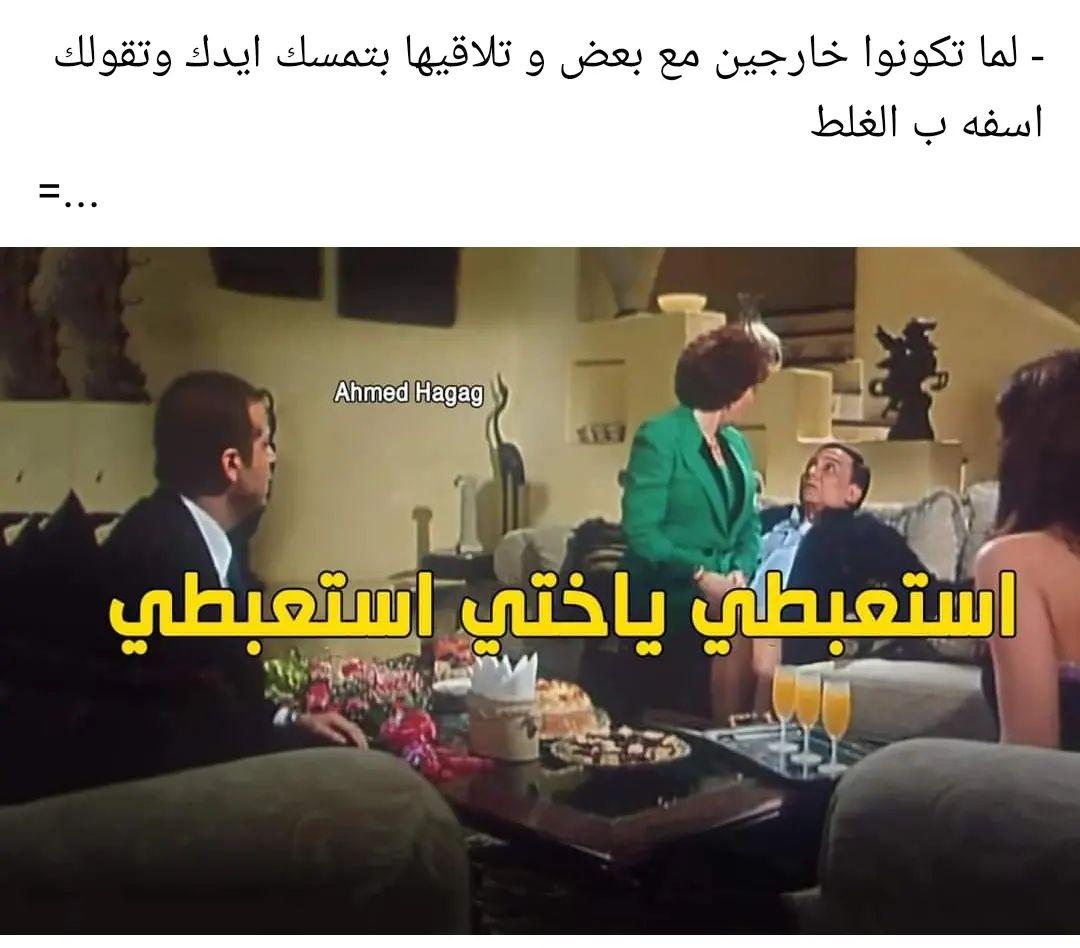 - لما تكونوا خارجين مع بعض و تلاقيها بتمسك ايدك وتقولك
اسفه ب الغلط
=...
Ahmed Hagag
استعبطي ياختي استعبطي